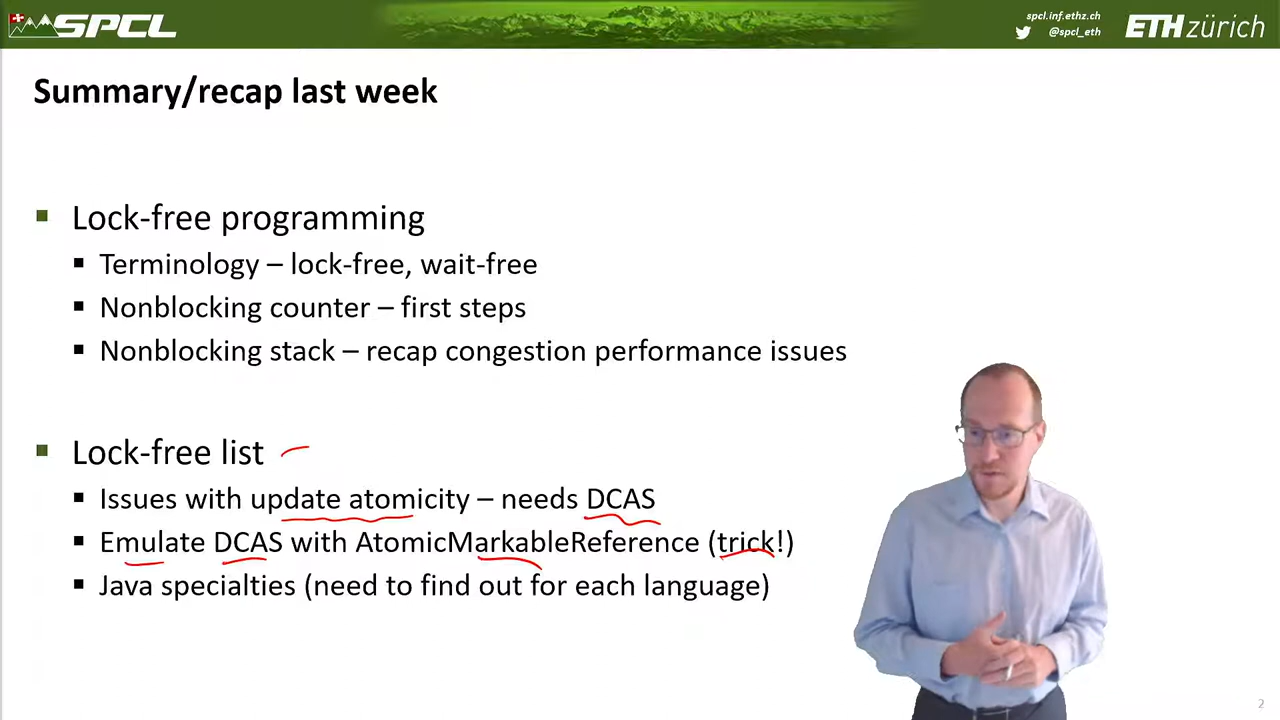 SPCL
spcl.inf.ethz.ch
@spcl_eth
ETH zürich
Summary/recap last week
Lock-free programming
Terminology – lock-free, wait-free
Nonblocking counter – first steps
Nonblocking stack – recap congestion performance issues
Lock-free list
Issues with update atomicity – needs DCAS
Emulate DCAS with AtomicMarkableReference (trick!)
Java specialties (need to find out for each language)
2